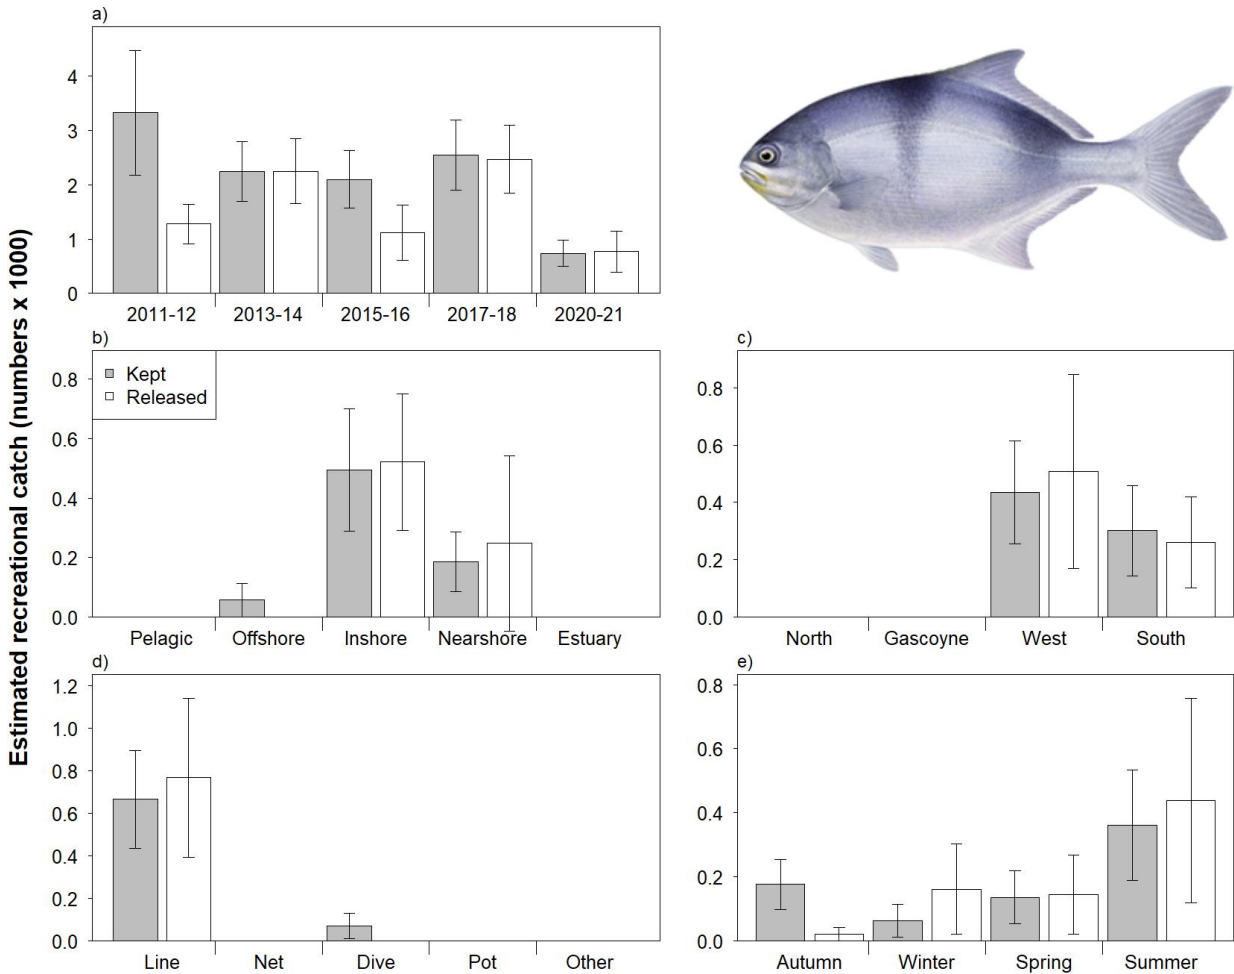 a)
4
3
2
1
0
2011-12 2013-14 2015-16 2017-18 2020-21
Estimated recreational catch (numbers x 1000)
b)
Kept
Released
0.8
0.6
0.4
0.2
0.0
Pelagic Offshore Inshore Nearshore Estuary
c)
0.8
0.6
0.4
0.2
0.0
North Gascoyne West South
d)
1.2
1.0
0.8
0.6
0.4
0.2
0.0
Line Net Dive Pot Other
e)
0.8
0.6
0.4
0.2
0.0
Autumn Winter Spring Summer